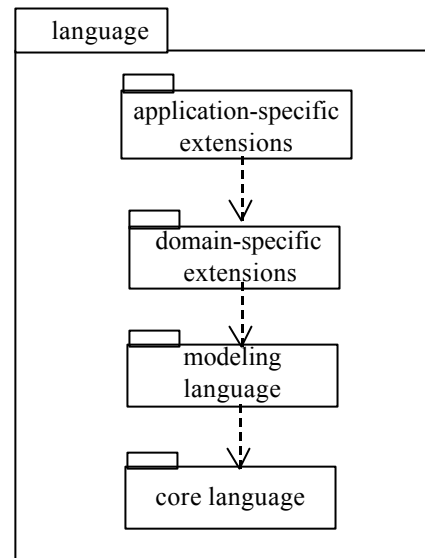 language
application-specific
extensions
domain-specific
extensions
modeling
language
core language